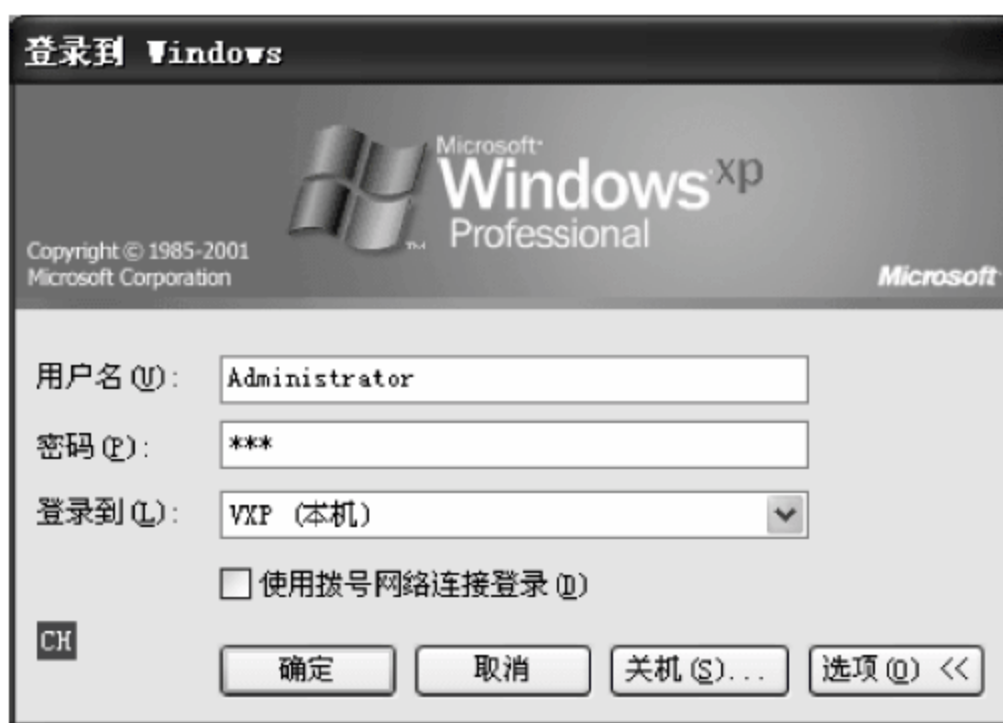 登录到 Windows
Microsoft
Windows xp
Professional
TM
Copyright © 1985-2001
Microsoft Corporation
Microsoft
用户名(U): Administrator
密码(P): ***
登录到(L): VXP (本机)
使用拨号网络连接登录(D)
CH
确定 取消 关机(S)... 选项(O) <<